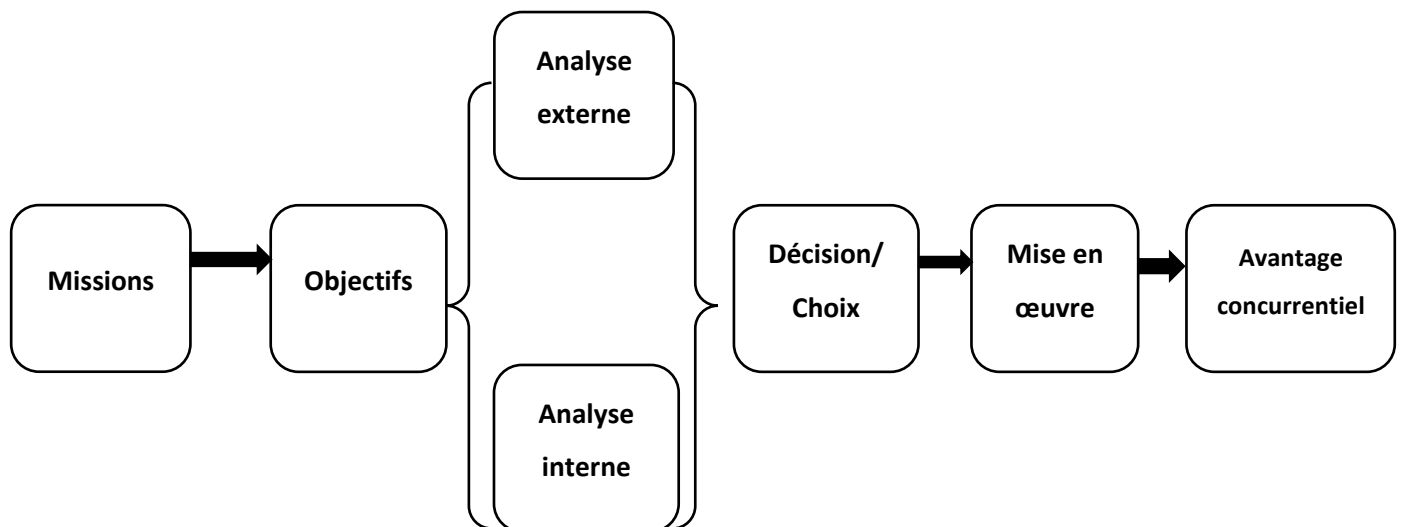 Missions
Objectifs
Analyse
externe
Analyse
interne
Décision/
Choix
Mise en
œuvre
Avantage
concurrentiel